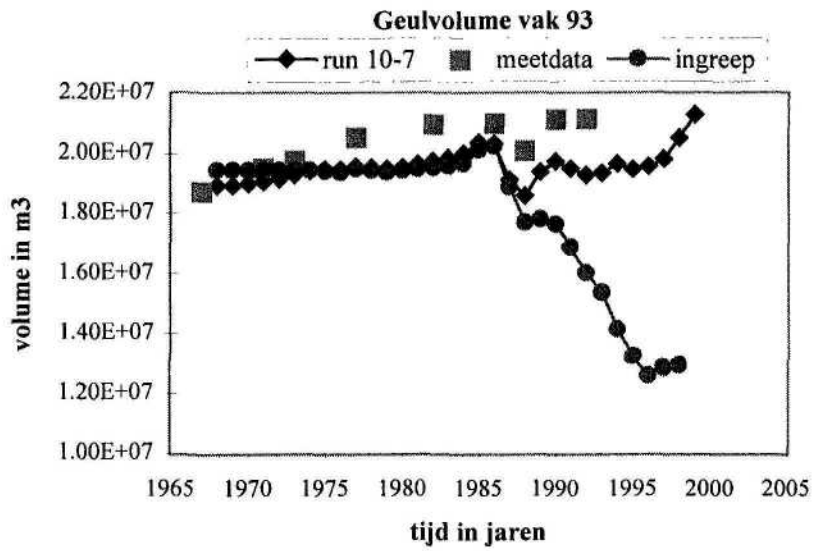 Geulvolume vak 93
run 10-7 meetdata ingreep
2.20E+07
2.00E+07
1.80E+07
1.60E+07
1.40E+07
1.20E+07
1.00E+07
volume in m3
1965 1970 1975 1980 1985 1990 1995 2000 2005
tijd in jaren